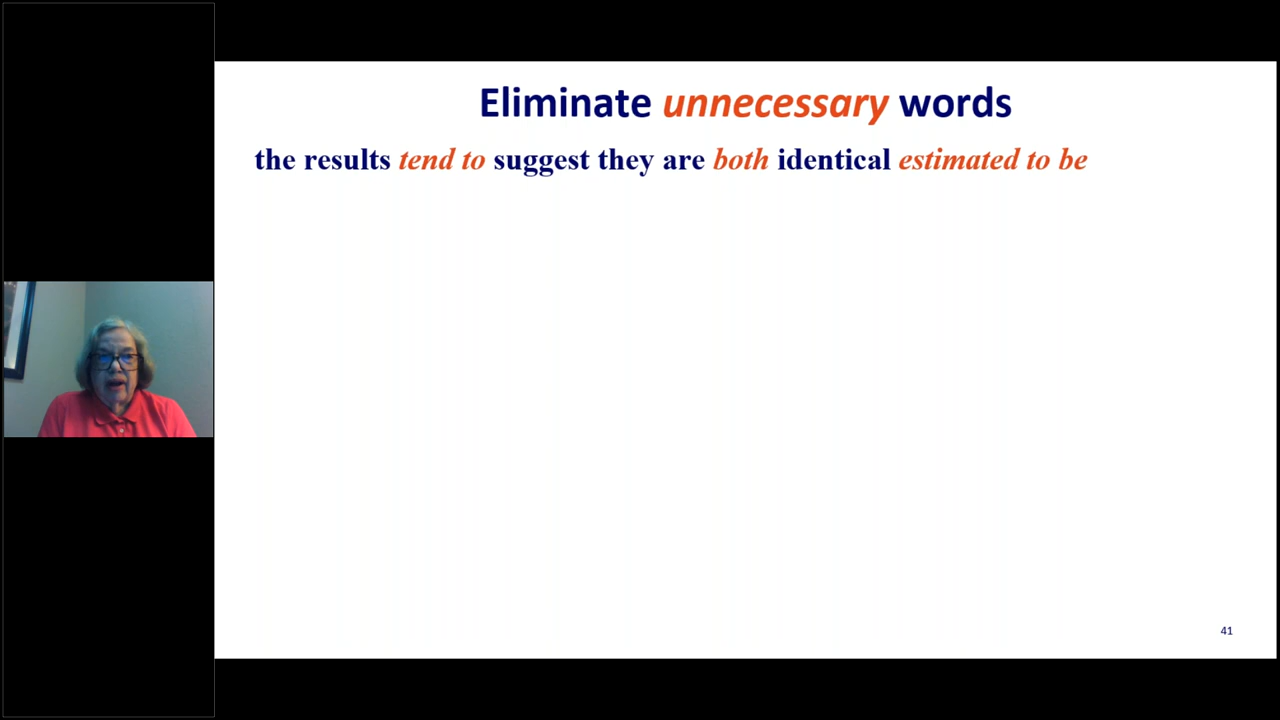 Eliminate unnecessary words
the results tend to suggest they are both identical estimated to be
41